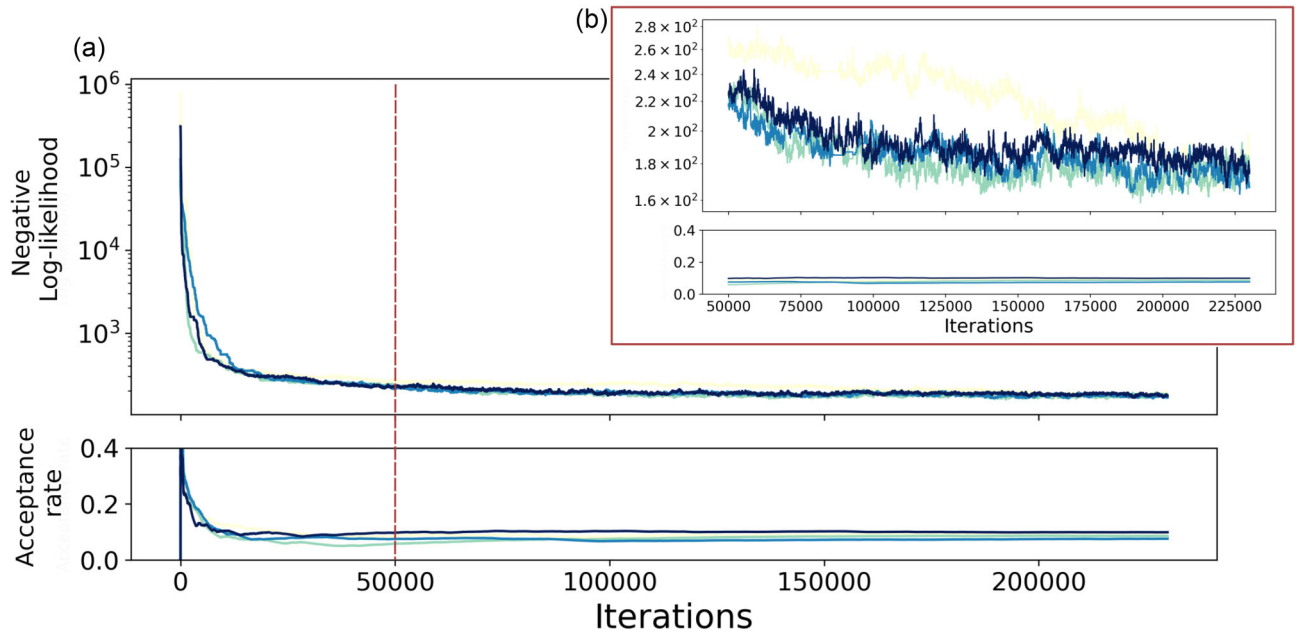 (a)
10⁶
10⁵
10⁴
10³
Negative
Log-likelihood
0.4
0.2
0.0
Acceptance
rate
0
50000
100000
150000
200000
Iterations
(b)
2.8 × 10²
2.6 × 10²
2.4 × 10²
2.2 × 10²
2 × 10²
1.8 × 10²
1.6 × 10²
0.4
0.2
0.0
50000
75000
100000
125000
150000
175000
200000
225000
Iterations